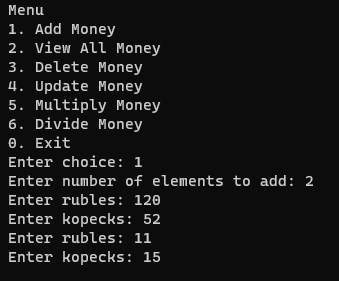 Menu
1. Add Money
2. View All Money
3. Delete Money
4. Update Money
5. Multiply Money
6. Divide Money
0. Exit
Enter choice: 1
Enter number of elements to add: 2
Enter rubles: 120
Enter kopecks: 52
Enter rubles: 11
Enter kopecks: 15